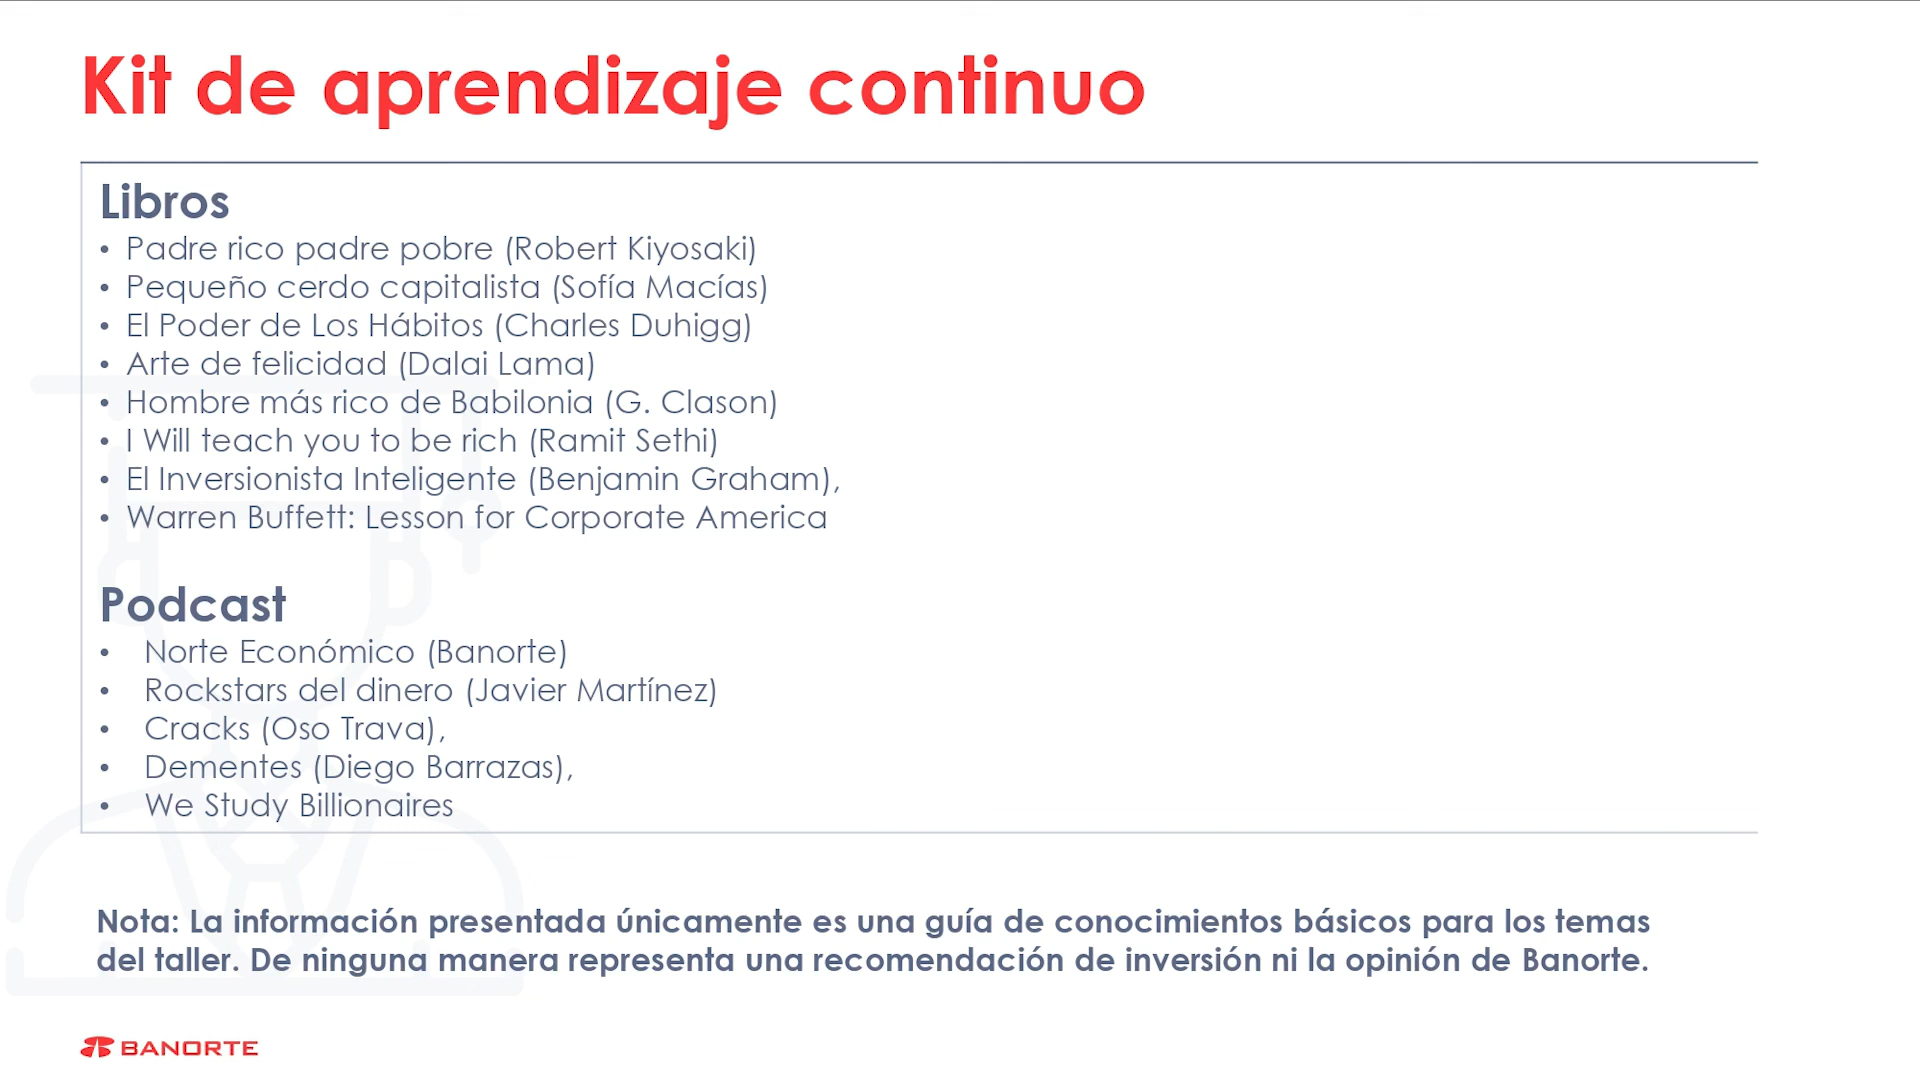 Kit de aprendizaje continuo
Libros
• Padre rico padre pobre (Robert Kiyosaki)
• Pequeño cerdo capitalista (Sofía Macías)
• El Poder de Los Hábitos (Charles Duhigg)
• Arte de felicidad (Dalai Lama)
• Hombre más rico de Babilonia (G. Clason)
• I Will teach you to be rich (Ramit Sethi)
• El Inversionista Inteligente (Benjamin Graham),
• Warren Buffett: Lesson for Corporate America
Podcast
• Norte Económico (Banorte)
• Rockstars del dinero (Javier Martínez)
• Cracks (Oso Trava),
• Dementes (Diego Barrazas),
• We Study Billionaires
Nota: La información presentada únicamente es una guía de conocimientos básicos para los temas
del taller. De ninguna manera representa una recomendación de inversión ni la opinión de Banorte.
BANORTE